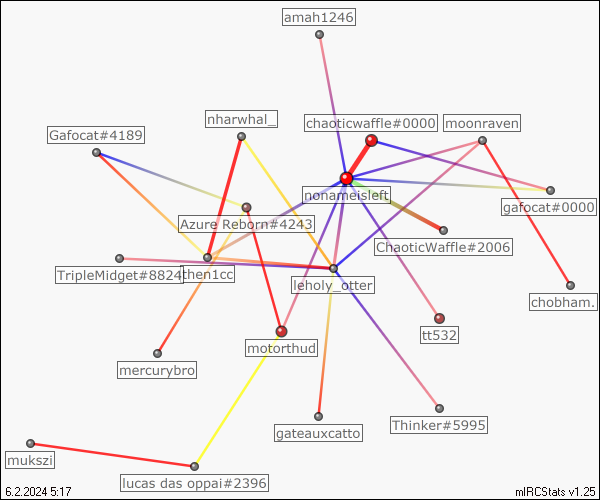 amah1246
nharwhal_
chaoticwaffle#0000
moonraven
Gafocat#4189
nonameisleft
gafocat#0000
Azure Reborn#4243
ChaoticWaffle#2006
TripleMidget#8824
then1cc
leholy_otter
chobham.
tt532
motorthud
mercurybro
Thinker#5995
gateauxcatto
mukszi
lucas das oppai#2396
6.2.2024 5:17
mIRCStats v1.25